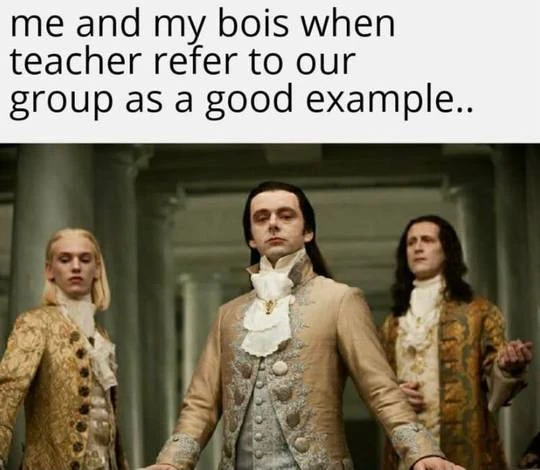 me and my bois when
teacher refer to our
group as a good example..